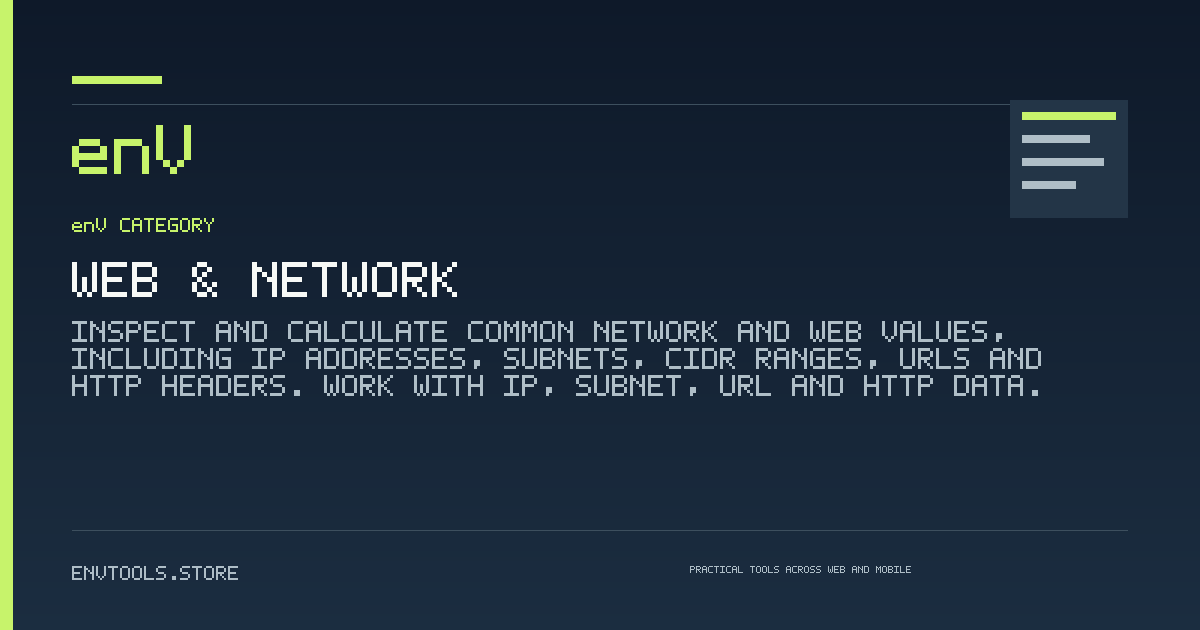 enV
enV CATEGORY
WEB & NETWORK
INSPECT AND CALCULATE COMMON NETWORK AND WEB VALUES,
INCLUDING IP ADDRESSES, SUBNETS, CIDR RANGES, URLS AND
HTTP HEADERS. WORK WITH IP, SUBNET, URL AND HTTP DATA.
ENVTOOLS.STORE
PRACTICAL TOOLS ACROSS WEB AND MOBILE